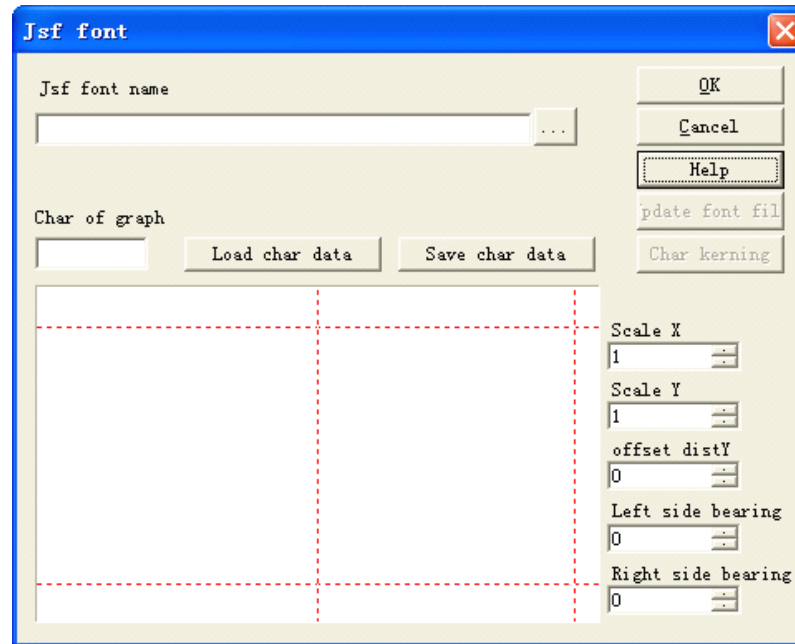 Jsf font
Jsf font name
OK
...
Cancel
Help
pdate font fil
Char of graph
Load char data
Save char data
Char kerning
Scale X
1
Scale Y
1
offset distY
0
Left side bearing
0
Right side bearing
0